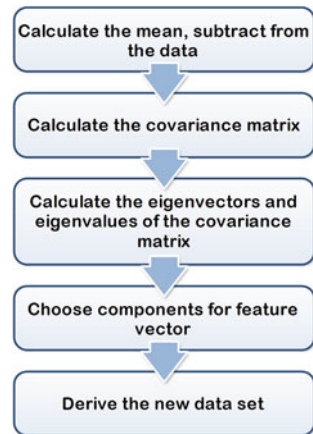 Calculate the mean, subtract from
the data
Calculate the covariance matrix
Calculate the eigenvectors and
eigenvalues of the covariance
matrix
Choose components for feature
vector
Derive the new data set